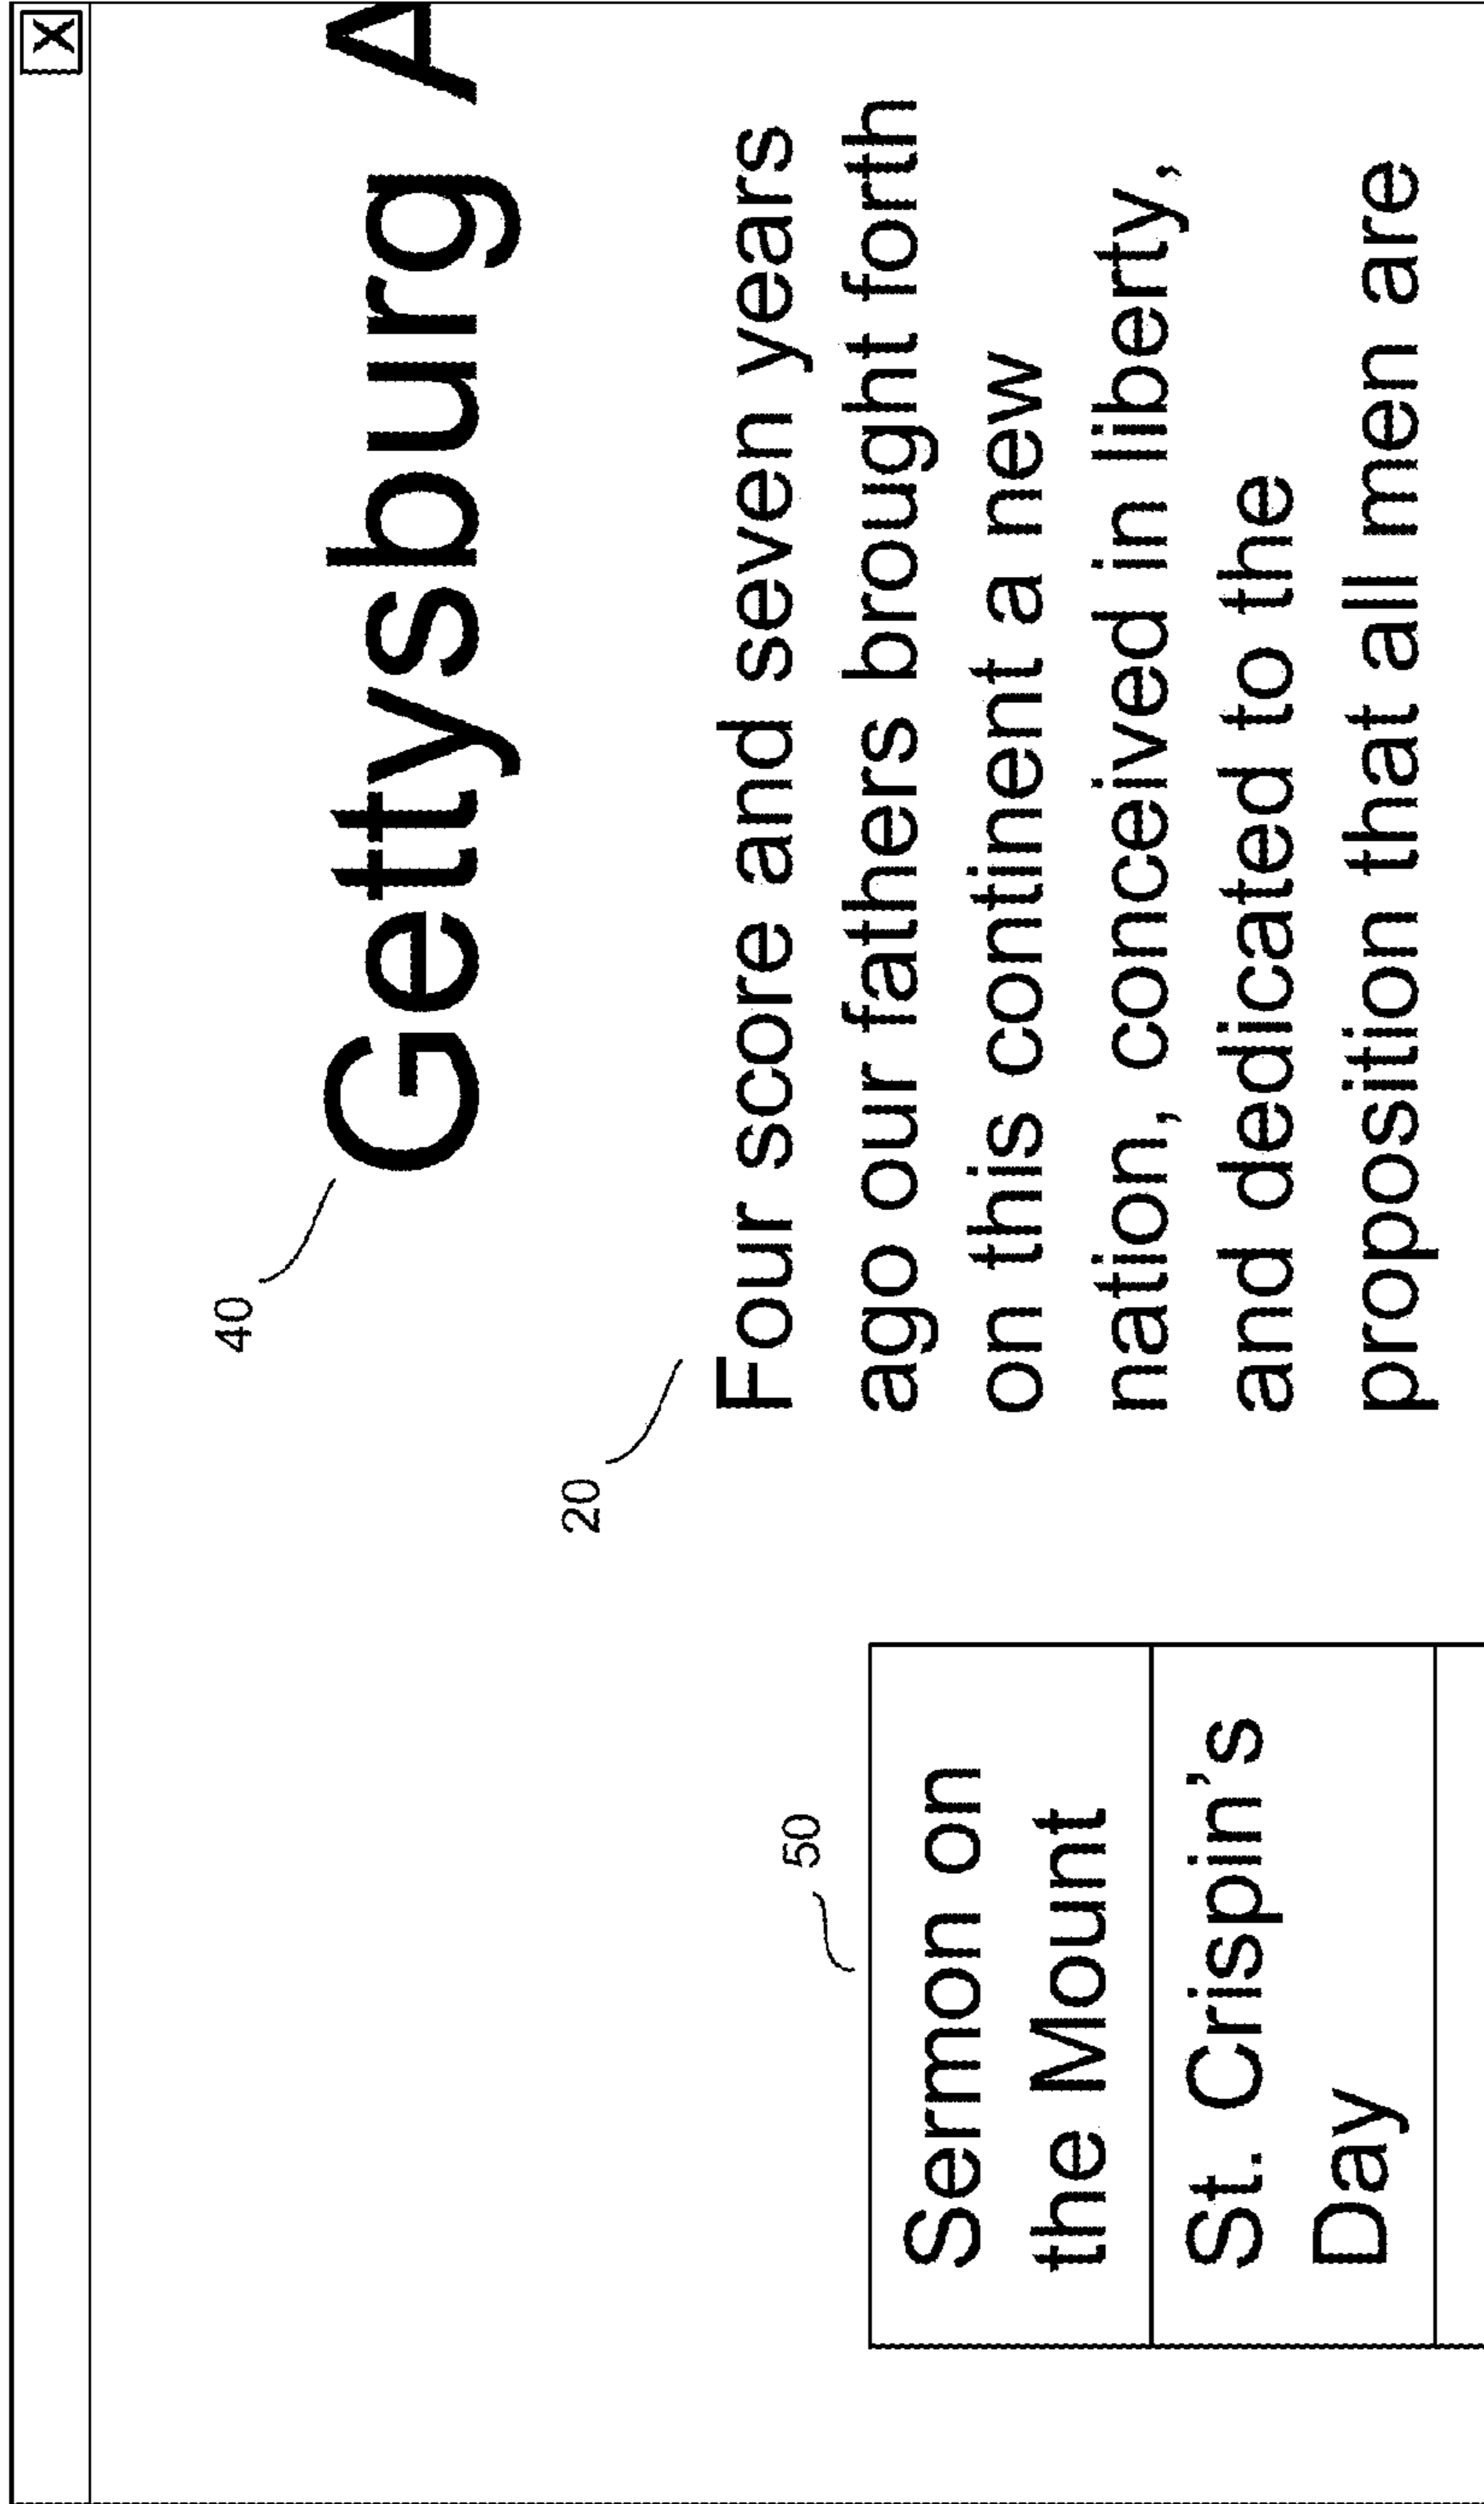 X
40
Gettysburg A
20
Four score and seven years
ago our fathers brought forth
on this continent a new
nation, conceived in liberty,
and dedicated to the
proposition that all men are
50
Sermon on
the Mount
St. Crispin's
Day